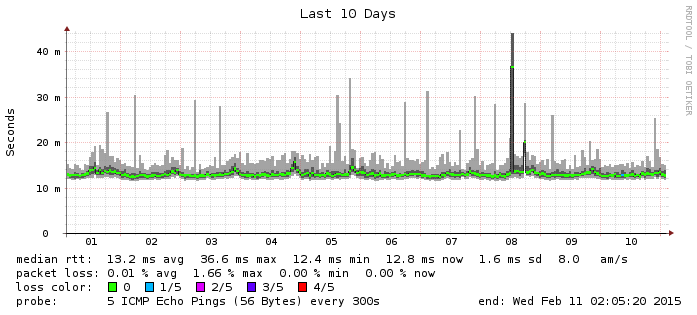 Last 10 Days
RRDTOOL / TOBI OETIKER
Seconds
40 m
30 m
20 m
10 m
0
01 02 03 04 05 06 07 08 09 10
median rtt: 13.2 ms avg 36.6 ms max 12.4 ms min 12.8 ms now 1.6 ms sd 8.0 am/s
packet loss: 0.01 % avg 1.66 % max 0.00 % min 0.00 % now
loss color: 0 1/5 2/5 3/5 4/5
probe: 5 ICMP Echo Pings (56 Bytes) every 300s end: Wed Feb 11 02:05:20 2015